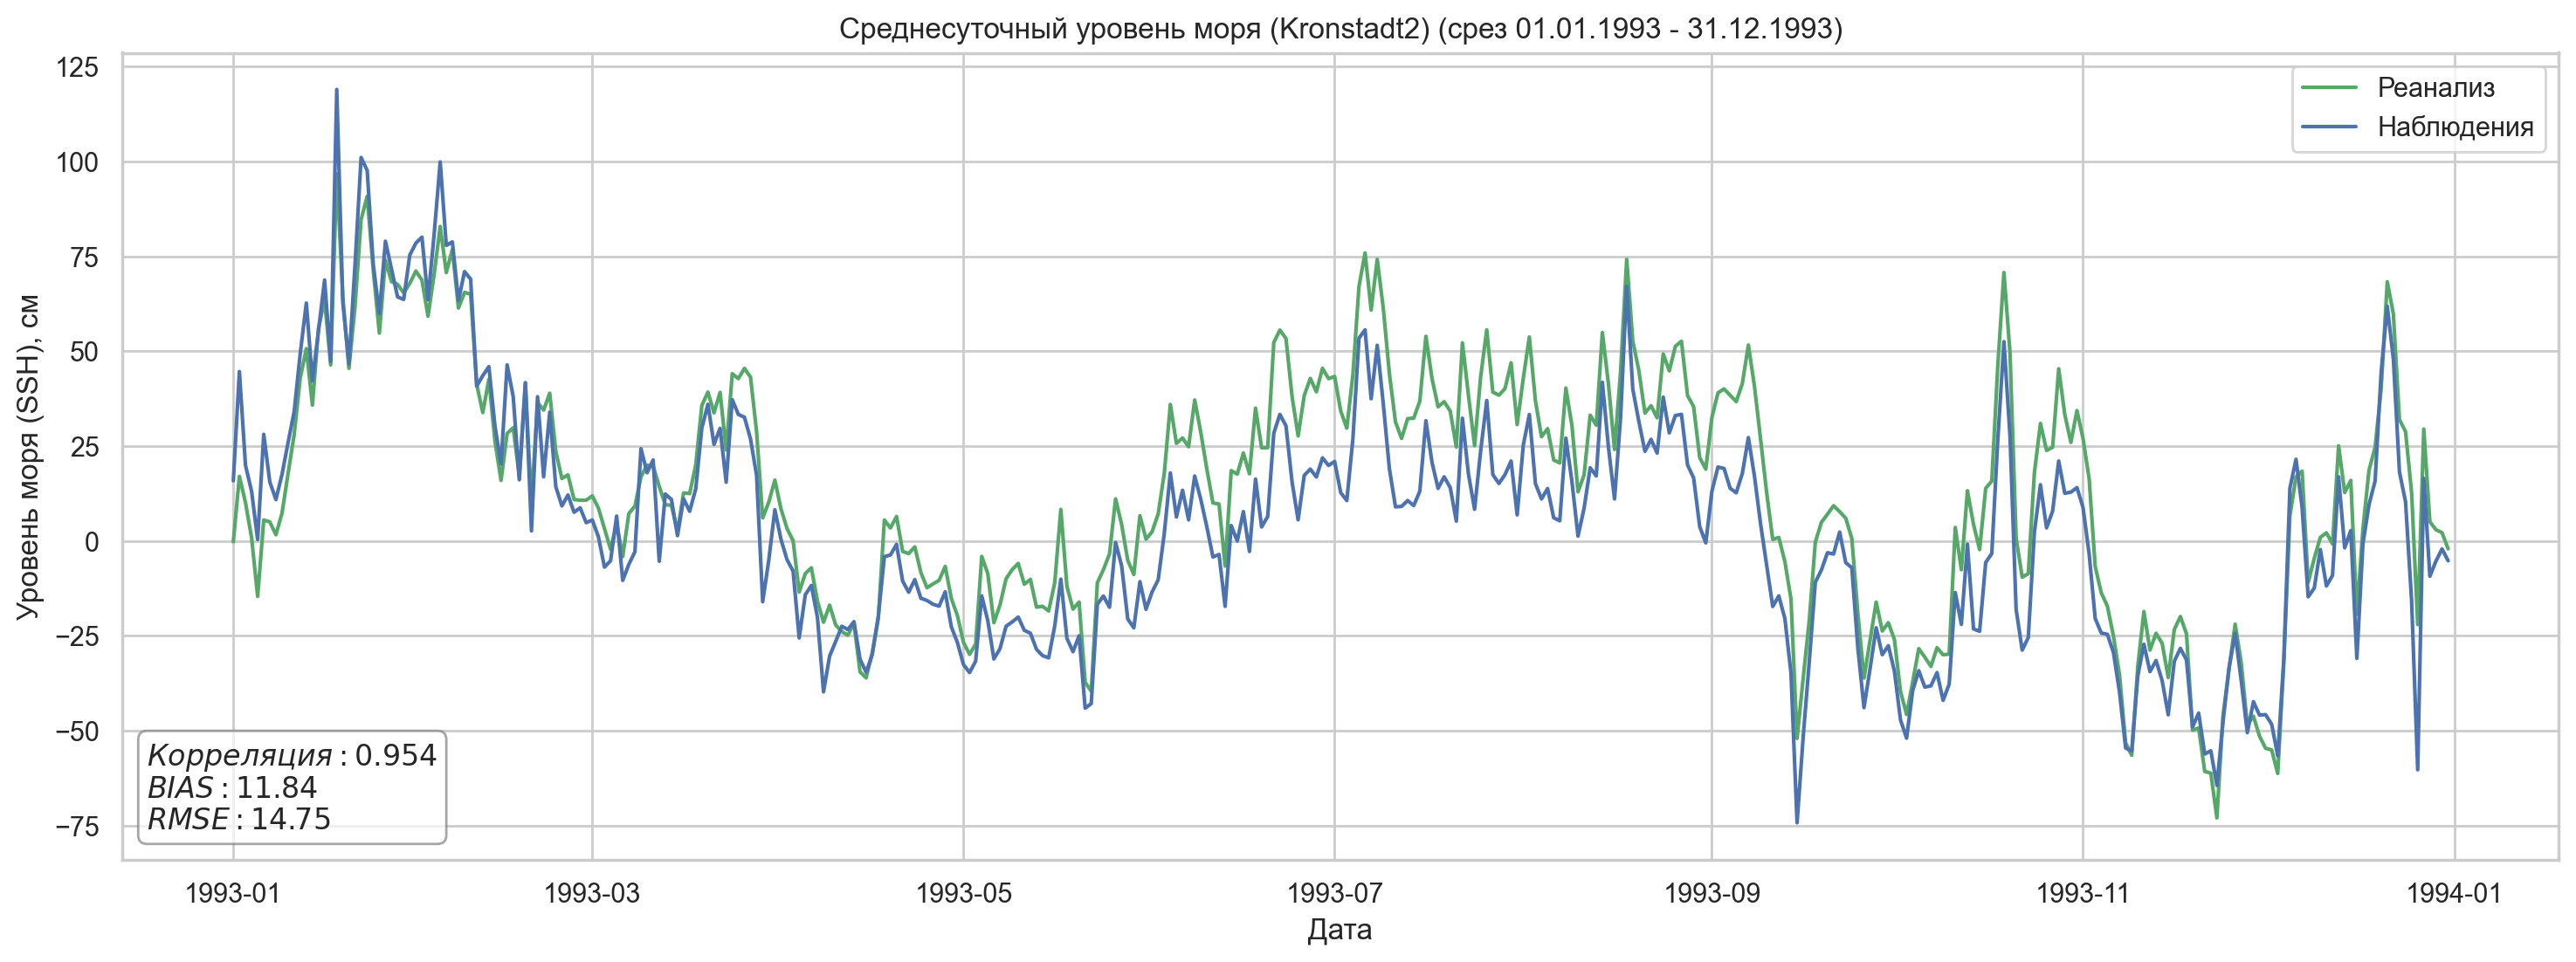 Среднесуточный уровень моря (Kronstadt2) (срез 01.01.1993 - 31.12.1993)
Уровень моря (SSH), см
125
100
75
50
25
0
−25
−50
−75
Реанализ
Наблюдения
Корреляция : 0.954
BIAS : 11.84
RMSE : 14.75
1993-01
1993-03
1993-05
1993-07
1993-09
1993-11
1994-01
Дата